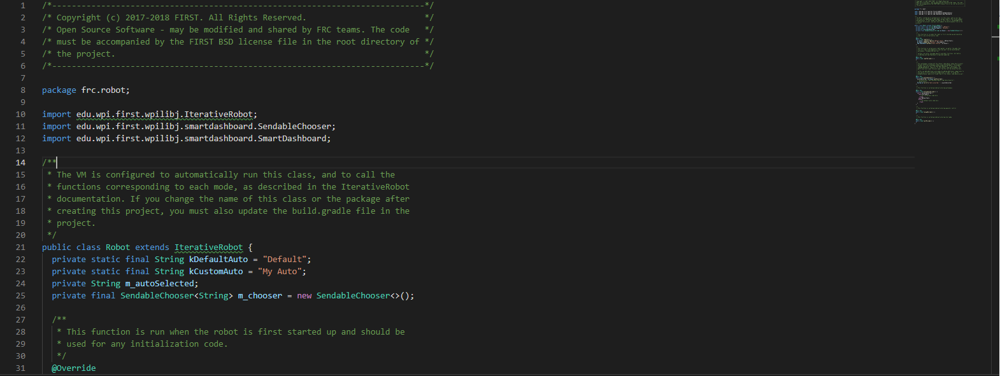 1 /*----------------------------------------------------------------------------*/
2 /* Copyright (c) 2017-2018 FIRST. All Rights Reserved.                        */
3 /* Open Source Software - may be modified and shared by FRC teams. The code   */
4 /* must be accompanied by the FIRST BSD license file in the root directory of */
5 /* the project.                                                               */
6 /*----------------------------------------------------------------------------*/
7
8 package frc.robot;
9
10 import edu.wpi.first.wpilibj.IterativeRobot;
11 import edu.wpi.first.wpilibj.smartdashboard.SendableChooser;
12 import edu.wpi.first.wpilibj.smartdashboard.SmartDashboard;
13
14 /**
15  * The VM is configured to automatically run this class, and to call the
16  * functions corresponding to each mode, as described in the IterativeRobot
17  * documentation. If you change the name of this class or the package after
18  * creating this project, you must also update the build.gradle file in the
19  * project.
20  */
21 public class Robot extends IterativeRobot {
22   private static final String kDefaultAuto = "Default";
23   private static final String kCustomAuto = "My Auto";
24   private String m_autoSelected;
25   private final SendableChooser<String> m_chooser = new SendableChooser<>();
26
27   /**
28    * This function is run when the robot is first started up and should be
29    * used for any initialization code.
30    */
31   @Override